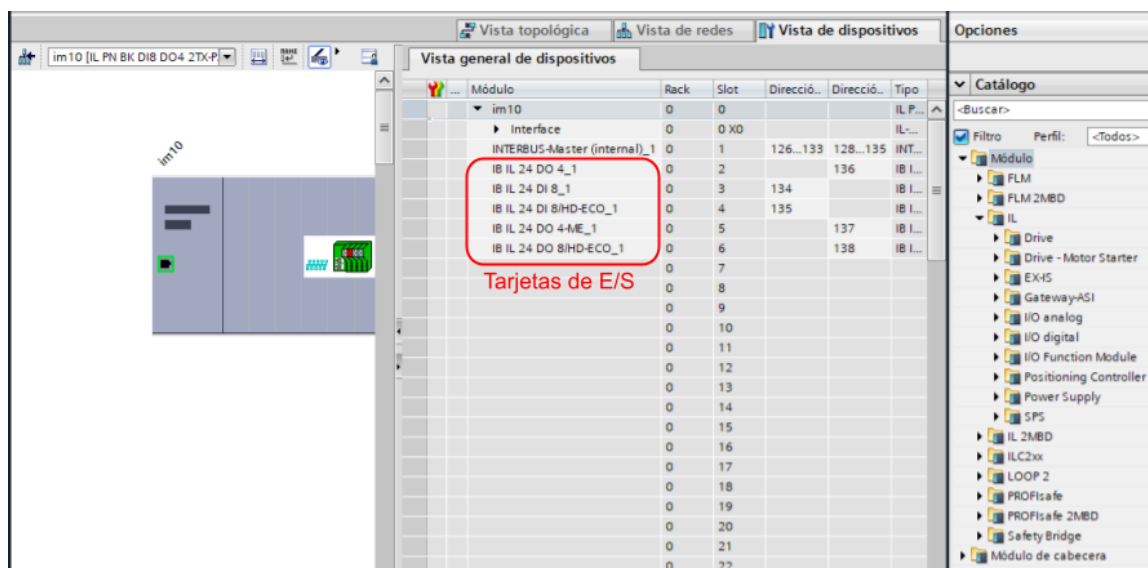 Vista topológica Vista de redes Vista de dispositivos Opciones
im10 [IL PN BK DI8 DO4 2TX-P Vista general de dispositivos
... Módulo Rack Slot Direcció... Direcció... Tipo
im10 0 0 IL P...
Interface 0 0 X0 IL-...
INTERBUS-Master (internal)_1 0 1 126...133 128...135 INT...
IB IL 24 DO 4_1 0 2 136 IB I...
IB IL 24 DI 8_1 0 3 134 IB I...
IB IL 24 DI 8/HD-ECO_1 0 4 135 IB I...
IB IL 24 DO 4-ME_1 0 5 137 IB I...
IB IL 24 DO 8/HD-ECO_1 0 6 138 IB I...
0 7
Tarjetas de E/S
0 8
0 9
0 10
0 11
0 12
0 13
0 14
0 15
0 16
0 17
0 18
0 19
0 20
0 21
0 22
im10
Catálogo
<Buscar>
Filtro Perfil: <Todos>
Módulo
FLM
FLM 2MBD
IL
Drive
Drive - Motor Starter
EX-IS
Gateway-ASI
I/O analog
I/O digital
I/O Function Module
Positioning Controller
Power Supply
SPS
IL 2MBD
ILC2xx
LOOP 2
PROFIsafe
PROFIsafe 2MBD
Safety Bridge
Módulo de cabecera